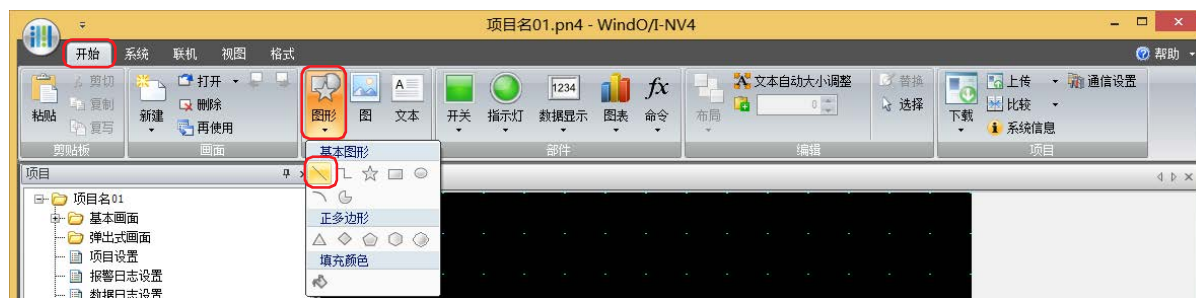 项目名01.pn4 - WindO/I-NV4
开始 系统 联机 视图 格式 帮助
粘贴 剪切 复制 复写
剪贴板
新建 打开 删除 再使用
画面
图形 图 A 文本
开关 指示灯 1234 数据显示 图表 fx 命令
部件
布局 A 文本自动大小调整 0 替换 选择
编辑
下载 上传 比较 系统信息 通信设置
项目
项目
基本图形
正多边形
填充颜色
项目名01
基本画面
弹出式画面
项目设置
报警日志设置
数据日志设置